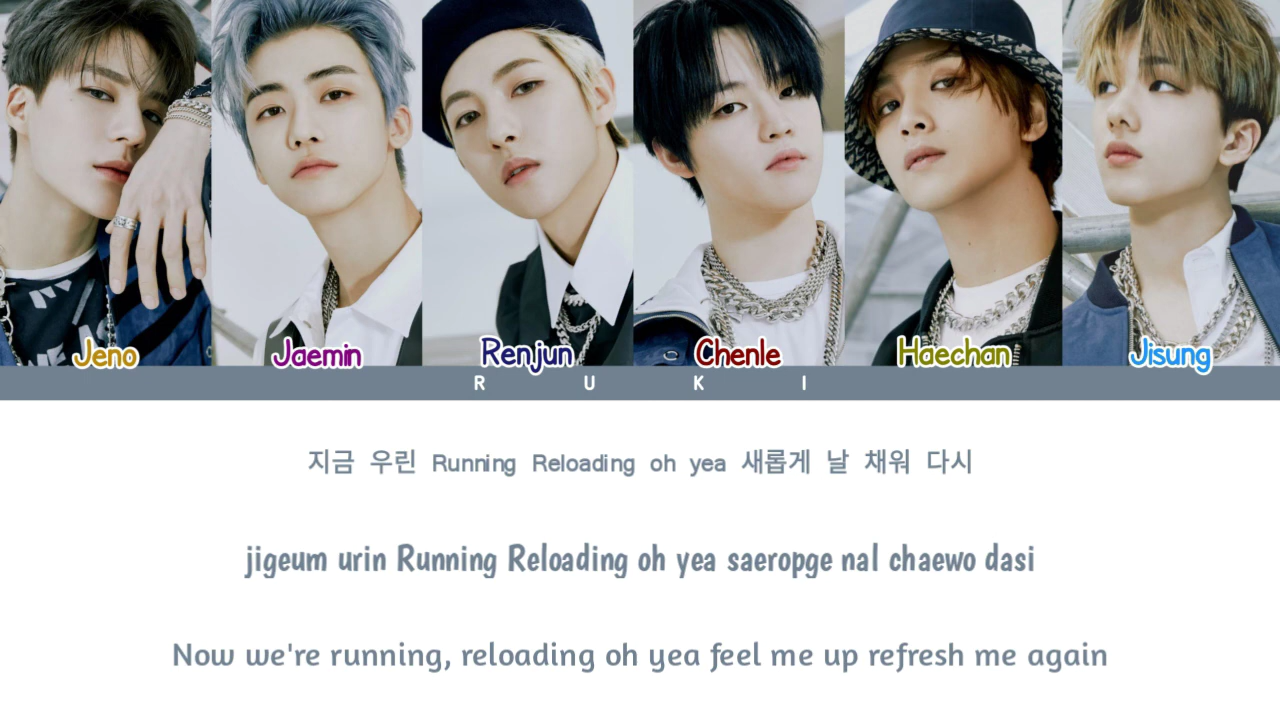 Jeno Jaemin Renjun Chenle Haechan Jisung
R U K I
지금 우린 Running Reloading oh yea 새롭게 날 채워 다시
jigeum urin Running Reloading oh yea saeropge nal chaewo dasi
Now we're running, reloading oh yea feel me up refresh me again